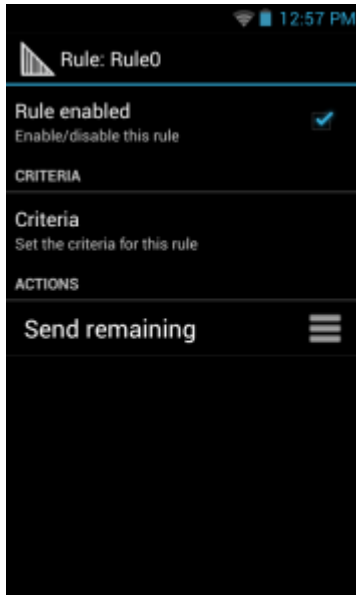 12:57 PM
Rule: Rule0
Rule enabled
Enable/disable this rule
CRITERIA
Criteria
Set the criteria for this rule
ACTIONS
Send remaining